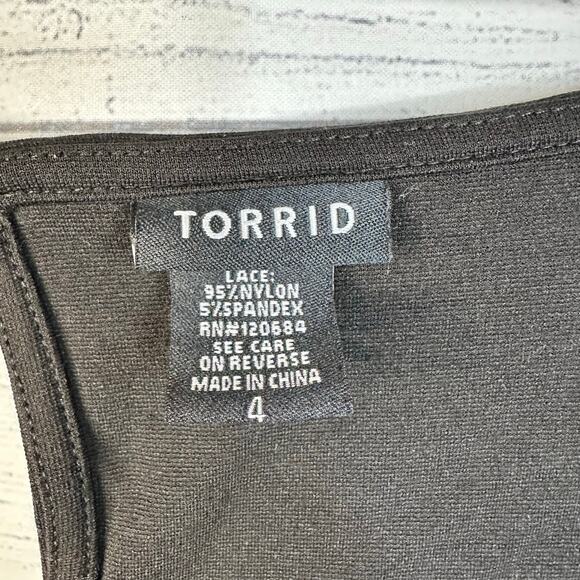 TORRID
LACE:
95%NYLON
5%SPANDEX
RN#120684
SEE CARE
ON REVERSE
MADE IN CHINA
4